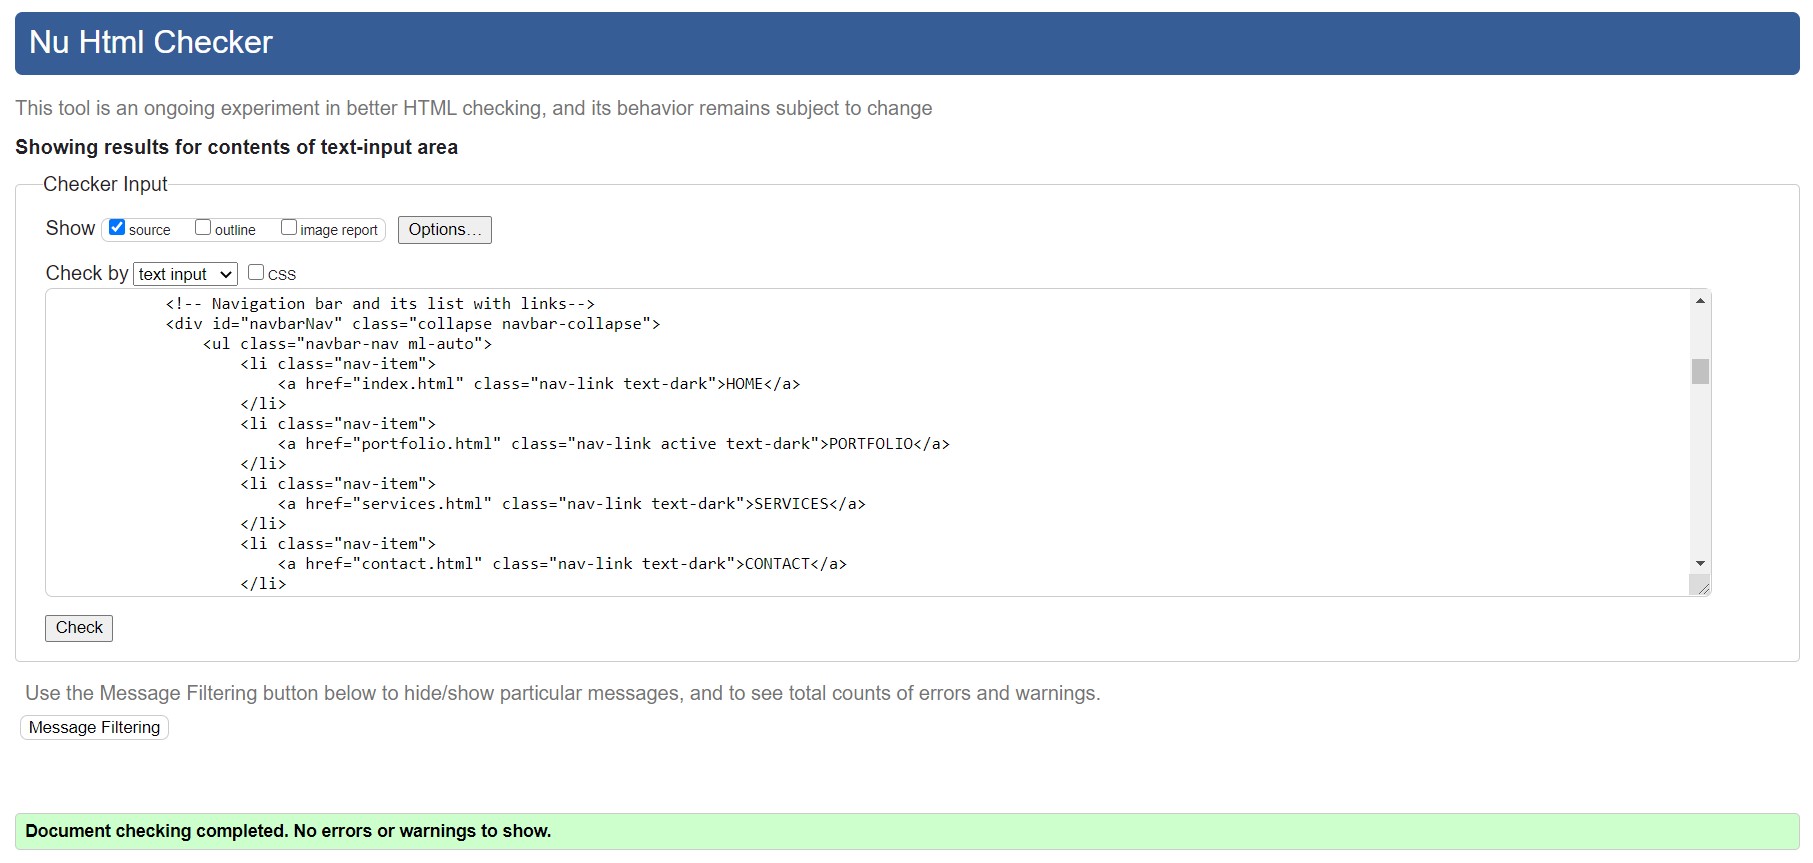 Nu Html Checker
This tool is an ongoing experiment in better HTML checking, and its behavior remains subject to change
Showing results for contents of text-input area
Checker Input
Show source outline image report Options...
Check by text input CSS
<!-- Navigation bar and its list with links-->
<div id="navbarNav" class="collapse navbar-collapse">
<ul class="navbar-nav ml-auto">
<li class="nav-item">
<a href="index.html" class="nav-link text-dark">HOME</a>
</li>
<li class="nav-item">
<a href="portfolio.html" class="nav-link active text-dark">PORTFOLIO</a>
</li>
<li class="nav-item">
<a href="services.html" class="nav-link text-dark">SERVICES</a>
</li>
<li class="nav-item">
<a href="contact.html" class="nav-link text-dark">CONTACT</a>
</li>
Check
Use the Message Filtering button below to hide/show particular messages, and to see total counts of errors and warnings.
Message Filtering
Document checking completed. No errors or warnings to show.